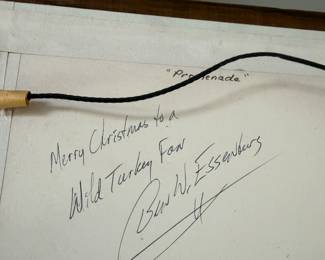 "Promenade"
Merry Christmas to a
Wild Turkey Fan
Ben W. Essenburg